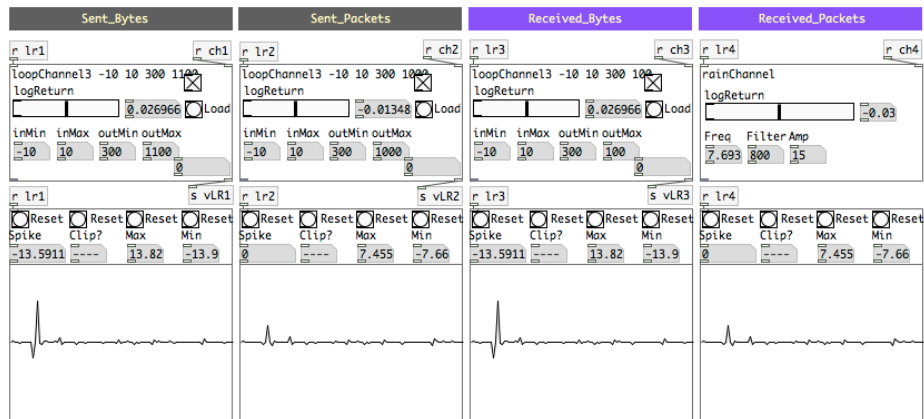 Sent_Bytes
Sent_Packets
Received_Bytes
Received_Packets
r lr1
r ch1
r lr2
r ch2
r lr3
r ch3
r lr4
r ch4
loopChannel3 -10 10 300 1100
loopChannel3 -10 10 300 1000
loopChannel3 -10 10 300 100
rainChannel
logReturn
logReturn
logReturn
logReturn
0.026966
Load
-0.01348
Load
0.026966
Load
-0.03
inMin inMax outMin outMax
inMin inMax outMin outMax
inMin inMax outMin outMax
Freq Filter Amp
-10 10 300 1100
-10 10 300 1000
-10 10 300 100
7.693 800 15
0
0
0
r lr1
s vLR1
r lr2
s vLR2
r lr3
s vLR3
r lr4
Reset Reset Reset Reset
Reset Reset Reset Reset
Reset Reset Reset Reset
Reset Reset Reset Reset
Spike Clip? Max Min
Spike Clip? Max Min
Spike Clip? Max Min
Spike Clip? Max Min
-13.5911 ---- 13.82 -13.9
0 ---- 7.455 -7.66
-13.5911 ---- 13.82 -13.9
0 ---- 7.455 -7.66